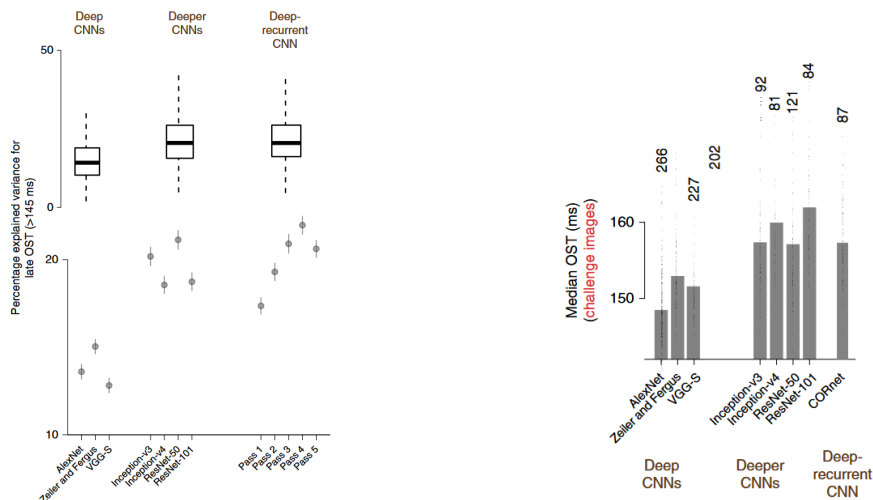 Deep
CNNs
Deeper
CNNs
Deep-
recurrent
CNN
Percentage explained variance for
late OST (>145 ms)
50
0
20
10
AlexNet
Zeiler and Fergus
VGG-S
Inception-v3
Inception-v4
ResNet-50
ResNet-101
Pass 1
Pass 2
Pass 3
Pass 4
Pass 5
Median OST (ms)
(challenge images)
160
150
266
227
202
92
81
121
84
87
AlexNet
Zeiler and Fergus
VGG-S
Inception-v3
Inception-v4
ResNet-50
ResNet-101
CORnet
Deep
CNNs
Deeper
CNNs
Deep-
recurrent
CNN